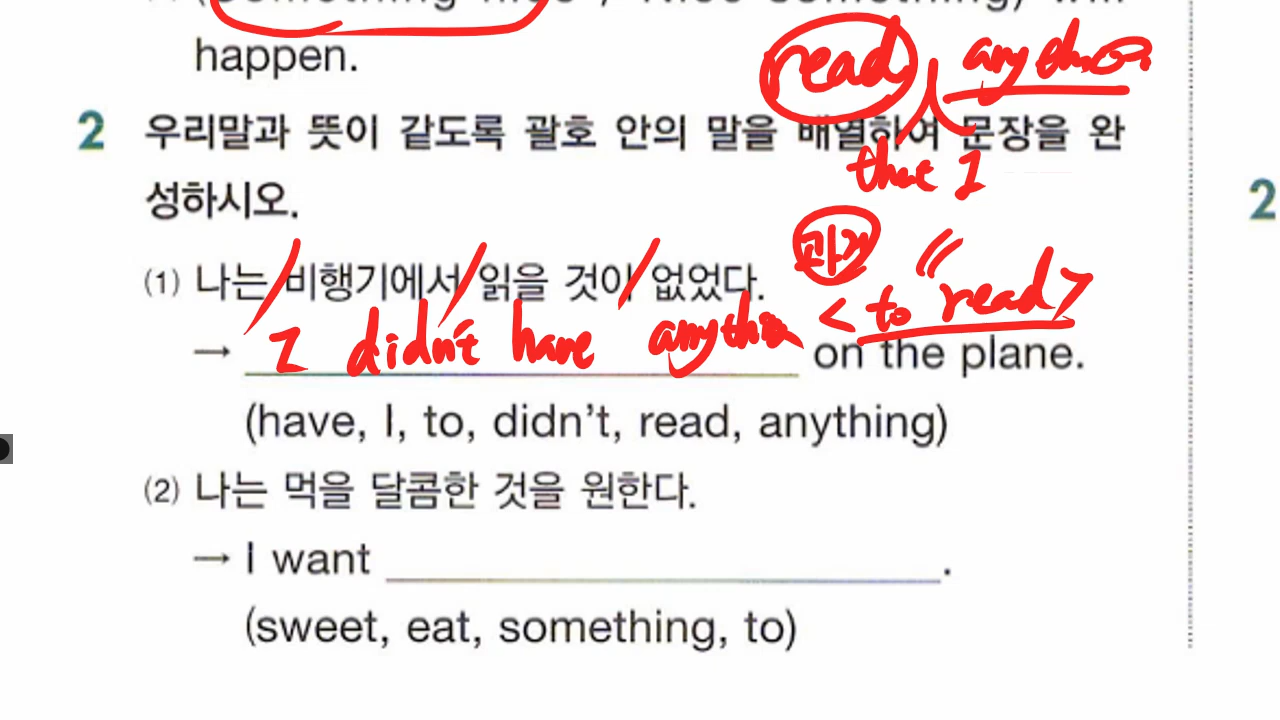 happen.
read anything
2 우리말과 뜻이 같도록 괄호 안의 말을 배열하여 문장을 완
성하시오.
that I
2
(1) 나는 비행기에서 읽을 것이 없었다.
과거
< to read >
→ I didn't have anything on the plane.
(have, I, to, didn't, read, anything)
(2) 나는 먹을 달콤한 것을 원한다.
→ I want ____.
(sweet, eat, something, to)